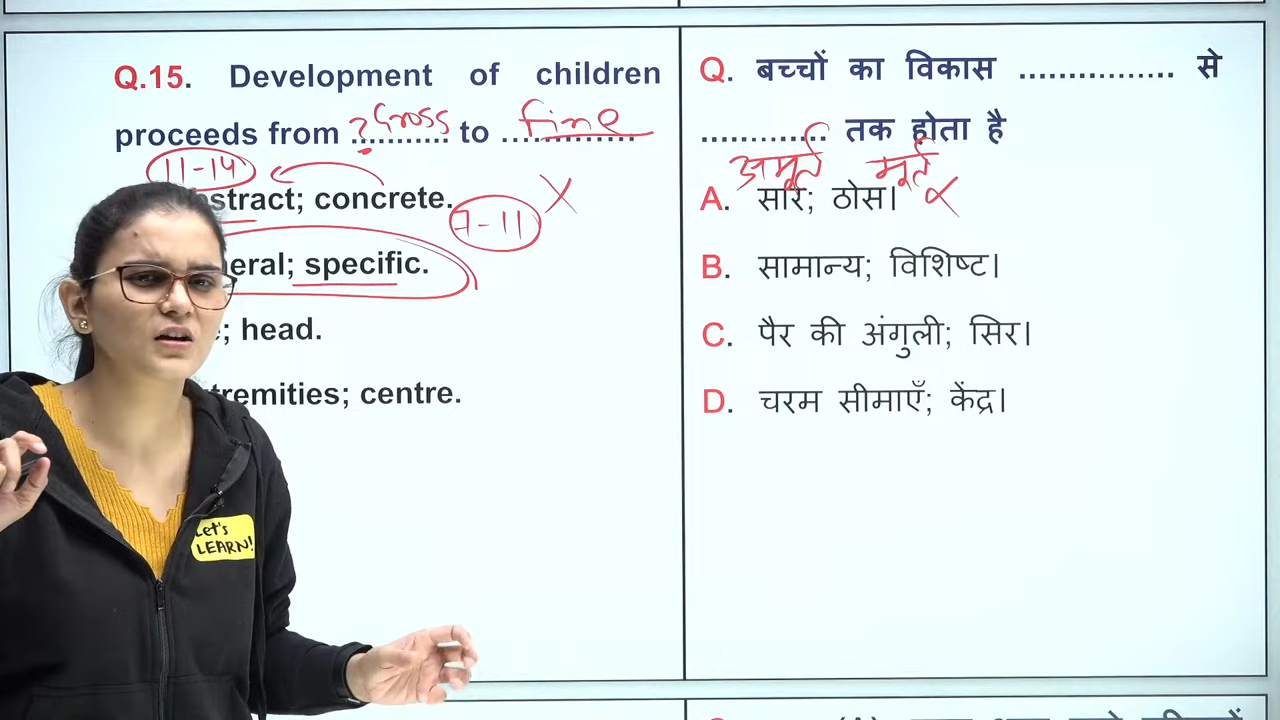 Q.15. Development of children
? Gross fine
proceeds from ........... to ..............
11-14
stract; concrete. X
7-11
neral; specific.
; head.
tremities; centre.
Let's
LEARN!
Q. बच्चों का विकास ................ से
............. तक होता है
अमूर्त मूर्त
A. सार; ठोस।
B. सामान्य; विशिष्ट।
C. पैर की अंगुली; सिर।
D. चरम सीमाएँ; केंद्र।